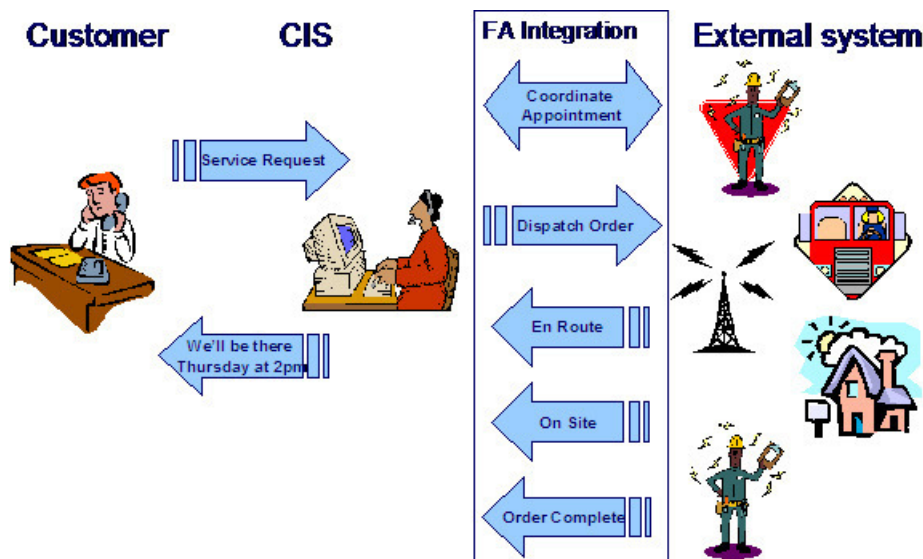 Customer
CIS
FA Integration
External system
Coordinate
Appointment
Service Request
Dispatch Order
En Route
We'll be there
Thursday at 2pm
On Site
Order Complete